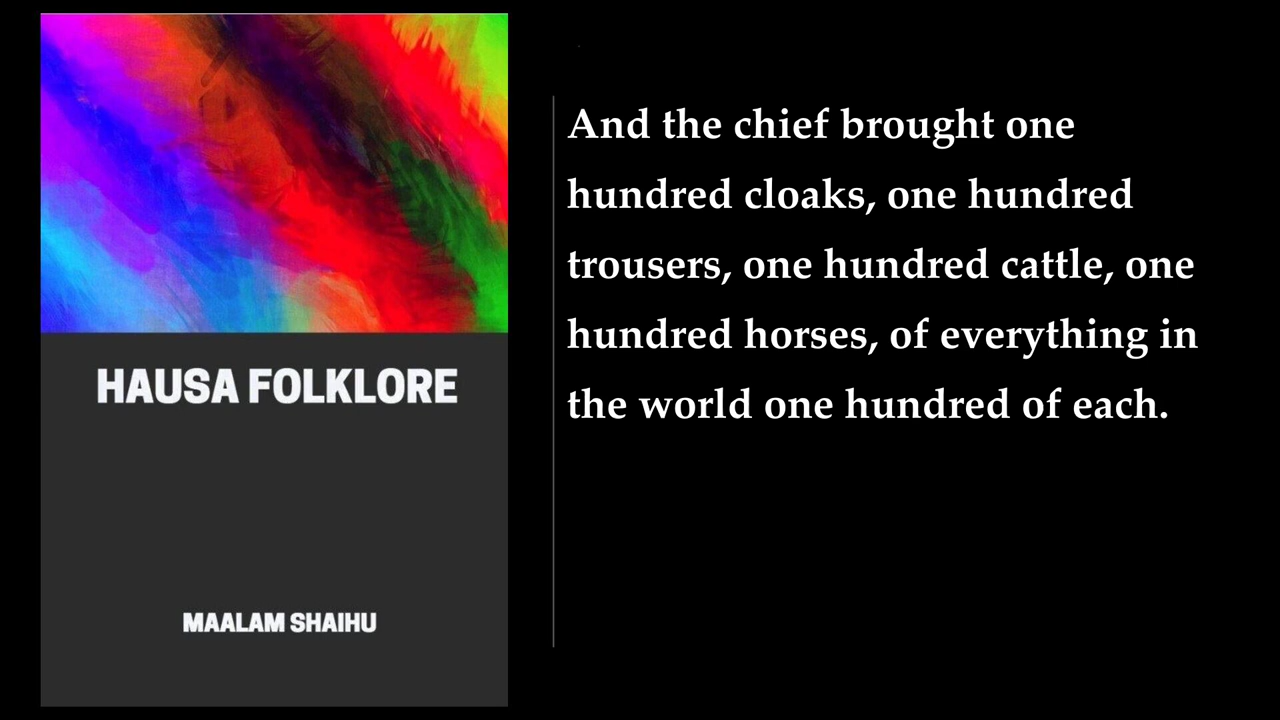 HAUSA FOLKLORE
MAALAM SHAIHU
And the chief brought one
hundred cloaks, one hundred
trousers, one hundred cattle, one
hundred horses, of everything in
the world one hundred of each.